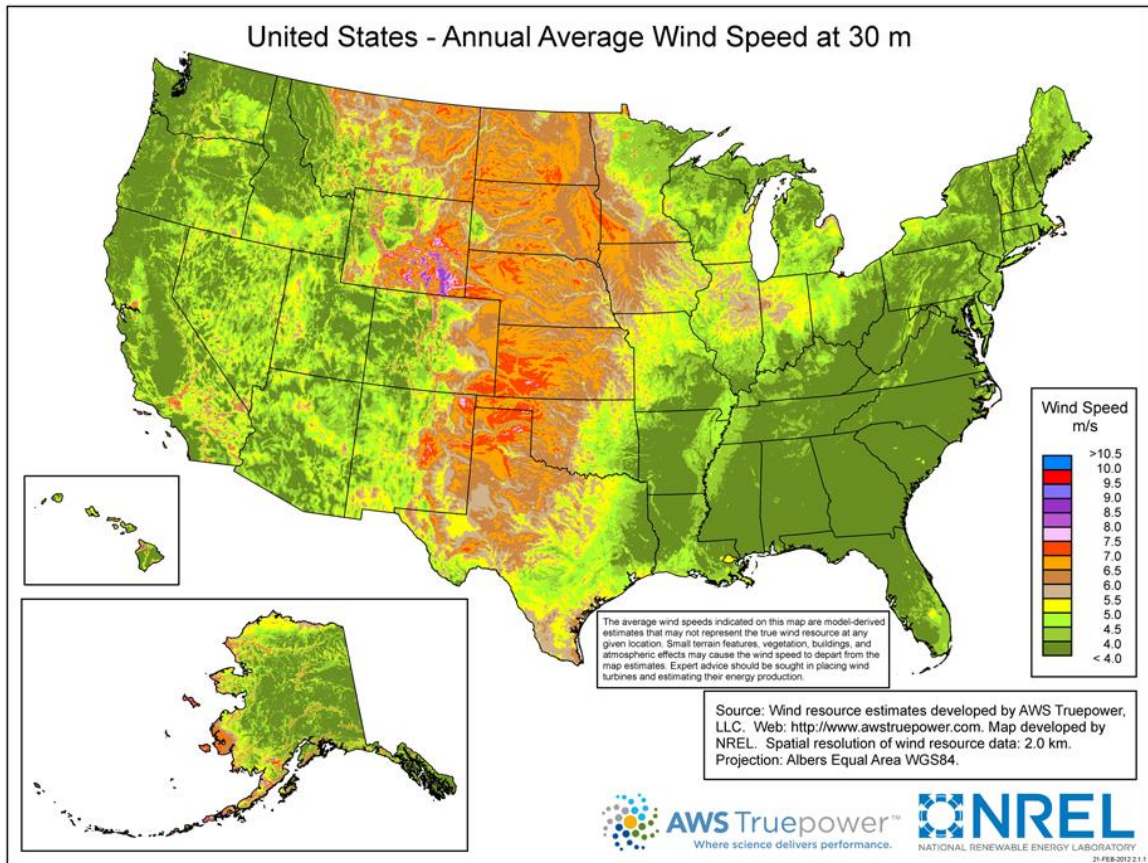 United States - Annual Average Wind Speed at 30 m
Wind Speed
m/s
>10.5
10.0
9.5
9.0
8.5
8.0
7.5
7.0
6.5
6.0
5.5
5.0
4.5
4.0
< 4.0
The average wind speeds indicated on this map are model-derived
estimates that may not represent the true wind resource at any
given location. Small terrain features, vegetation, buildings, and
atmospheric effects may cause the wind speed to depart from the
map estimates. Expert advice should be sought in placing wind
turbines and estimating their energy production.
Source: Wind resource estimates developed by AWS Truepower,
LLC. Web: http://www.awstruepower.com. Map developed by
NREL. Spatial resolution of wind resource data: 2.0 km.
Projection: Albers Equal Area WGS84.
AWS Truepower™
Where science delivers performance.
NREL
NATIONAL RENEWABLE ENERGY LABORATORY